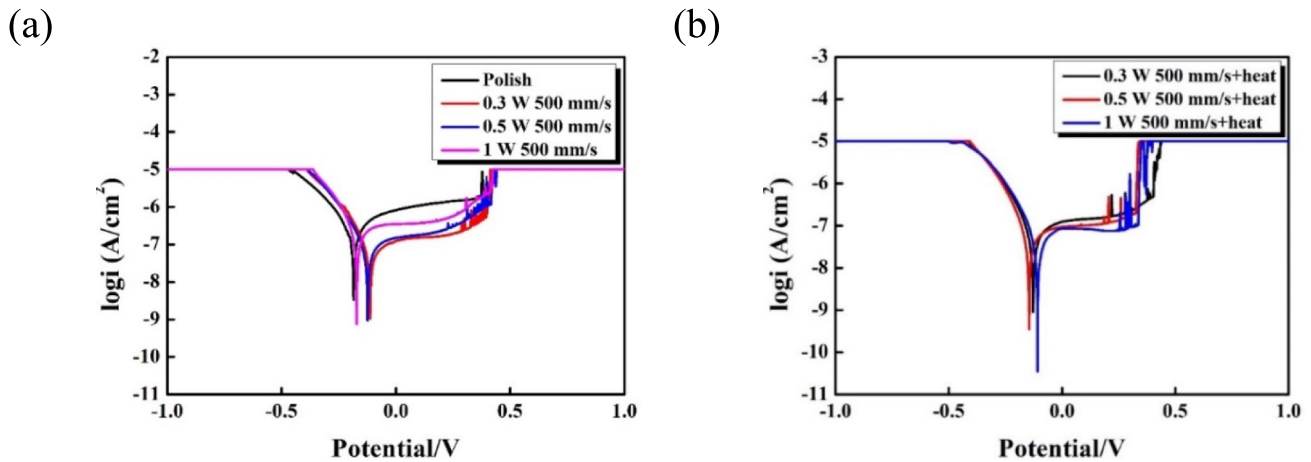 (a)
-2
-3
-4
-5
-6
-7
-8
-9
-10
-11
logi (A/cm²)
Polish
0.3 W 500 mm/s
0.5 W 500 mm/s
1 W 500 mm/s
-1.0 -0.5 0.0 0.5 1.0
Potential/V
(b)
-3
-4
-5
-6
-7
-8
-9
-10
-11
logi (A/cm²)
0.3 W 500 mm/s+heat
0.5 W 500 mm/s+heat
1 W 500 mm/s+heat
-1.0 -0.5 0.0 0.5 1.0
Potential/V